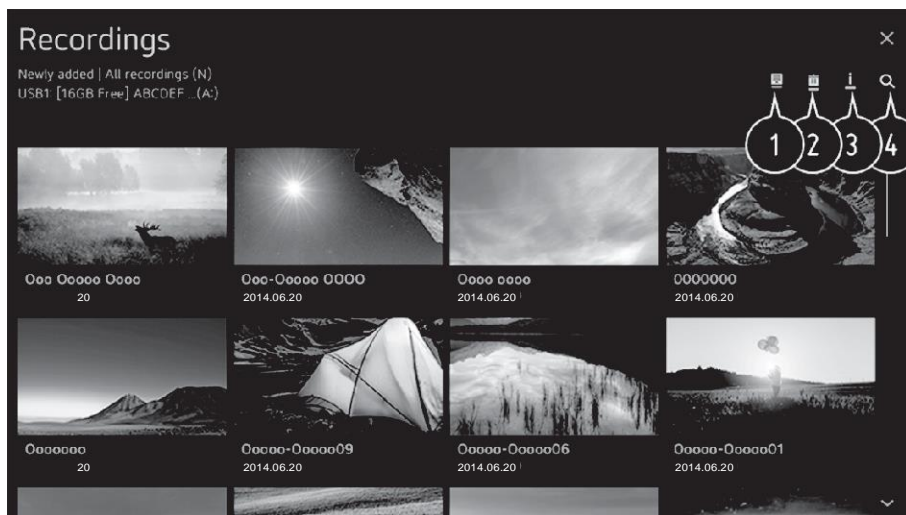 Recordings
Newly added | All recordings (N)
USB1: [16GB Free] ABCDEF ...(A:)
1 2 3 4
Ooo Ooooo Oooo
20
Ooo-Ooooo OOOO
2014.06.20
Oooo oooo
2014.06.20
OOOOOOO
2014.06.20
Ooooooo
20
Ooooo-Ooooo09
2014.06.20
Ooooo-Ooooo06
2014.06.20
Ooooo-Ooooo01
2014.06.20